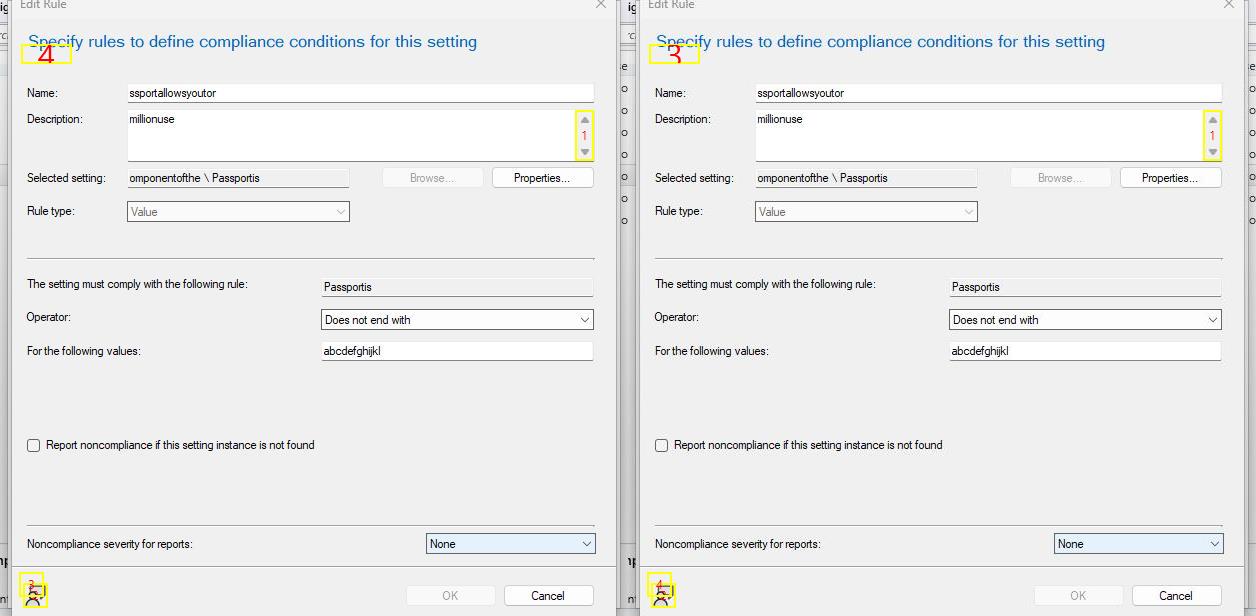 Edit Rule
Specify rules to define compliance conditions for this setting
4
Name:
ssportallowsyoutor
Description:
millionuse
1
Selected setting:
omponentofthe \ Passportis
Browse...
Properties...
Rule type:
Value
The setting must comply with the following rule:
Passportis
Operator:
Does not end with
For the following values:
abcdefghijkl
Report noncompliance if this setting instance is not found
Noncompliance severity for reports:
None
3
OK
Cancel
Edit Rule
Specify rules to define compliance conditions for this setting
3
Name:
ssportallowsyoutor
Description:
millionuse
1
Selected setting:
omponentofthe \ Passportis
Browse...
Properties...
Rule type:
Value
The setting must comply with the following rule:
Passportis
Operator:
Does not end with
For the following values:
abcdefghijkl
Report noncompliance if this setting instance is not found
Noncompliance severity for reports:
None
4
OK
Cancel